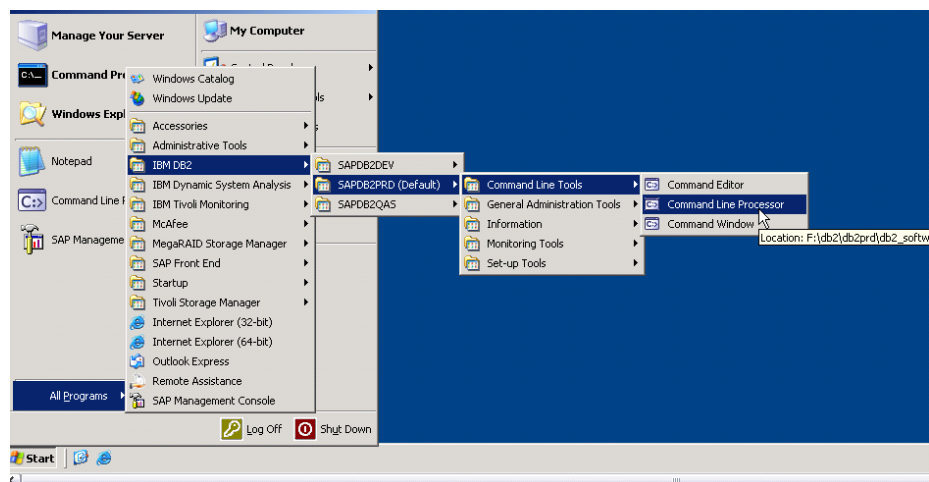 Manage Your Server
My Computer
Command Pr
Windows Expl
Notepad
Command Line
SAP Manageme
All Programs
Windows Catalog
Windows Update
Accessories
Administrative Tools
IBM DB2
IBM Dynamic System Analysis
IBM Tivoli Monitoring
McAfee
MegaRAID Storage Manager
SAP Front End
Startup
Tivoli Storage Manager
Internet Explorer (32-bit)
Internet Explorer (64-bit)
Outlook Express
Remote Assistance
SAP Management Console
SAPDB2DEV
SAPDB2PRD (Default)
SAPDB2QAS
Command Line Tools
General Administration Tools
Information
Monitoring Tools
Set-up Tools
Command Editor
Command Line Processor
Command Window
Location: F:\db2\db2prd\db2_softw
Log Off
Shut Down
Start